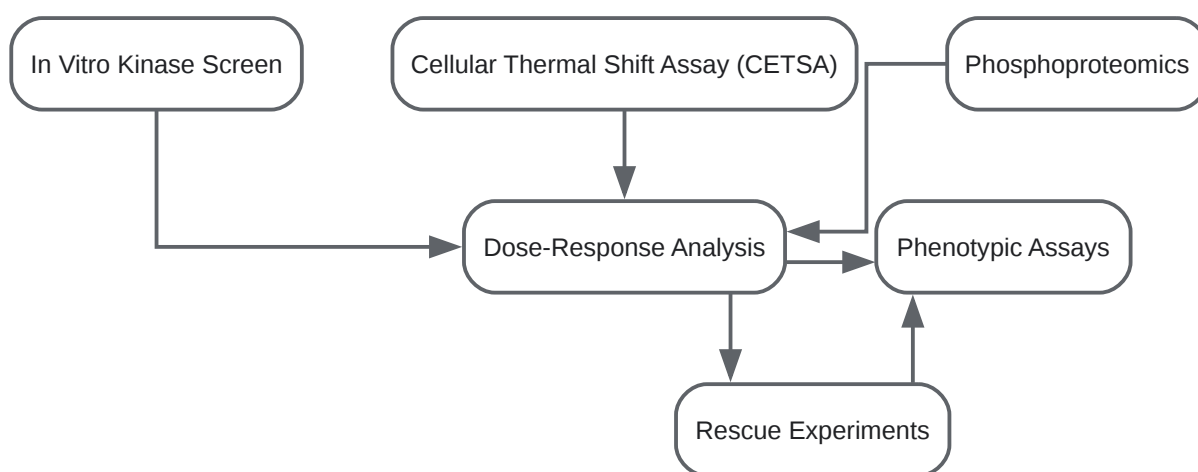 In Vitro Kinase Screen
Cellular Thermal Shift Assay (CETSA)
Phosphoproteomics
Dose-Response Analysis
Phenotypic Assays
Rescue Experiments